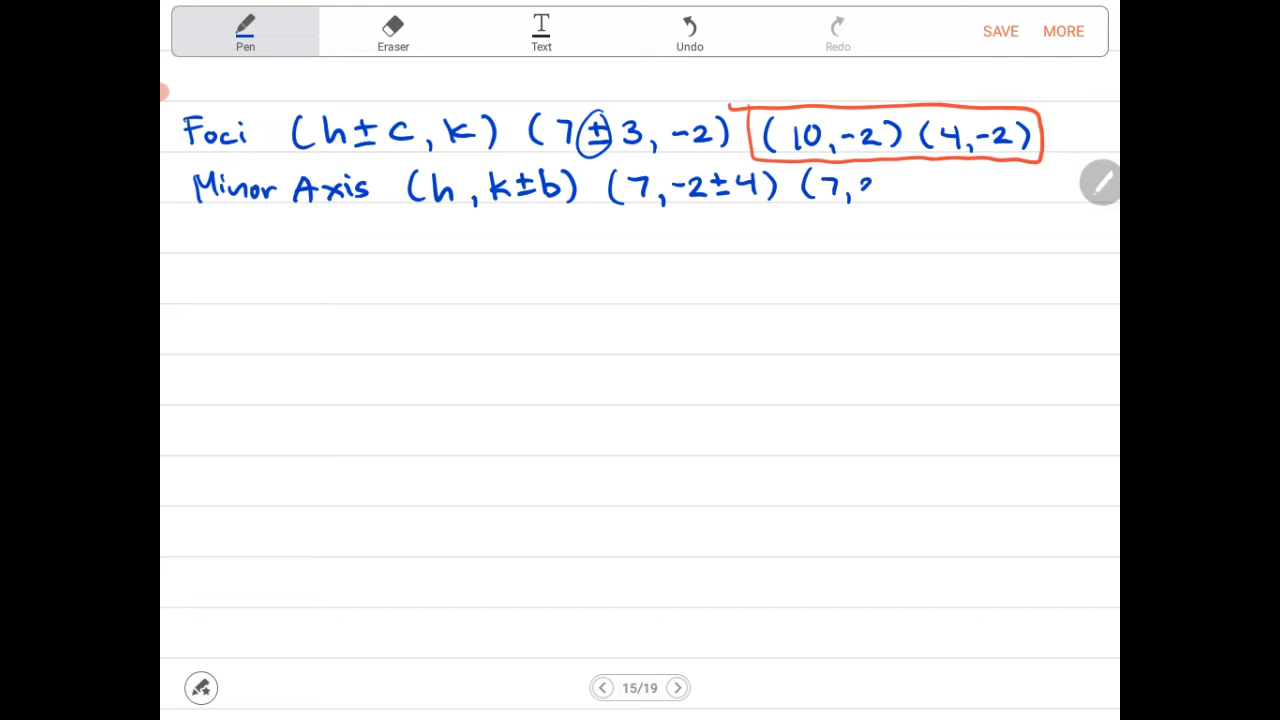 Pen Eraser Text Undo Redo SAVE MORE
Foci (h±c, k) (7±3, -2) (10,-2) (4,-2)
Minor Axis (h, k±b) (7,-2±4) (7,
15/19